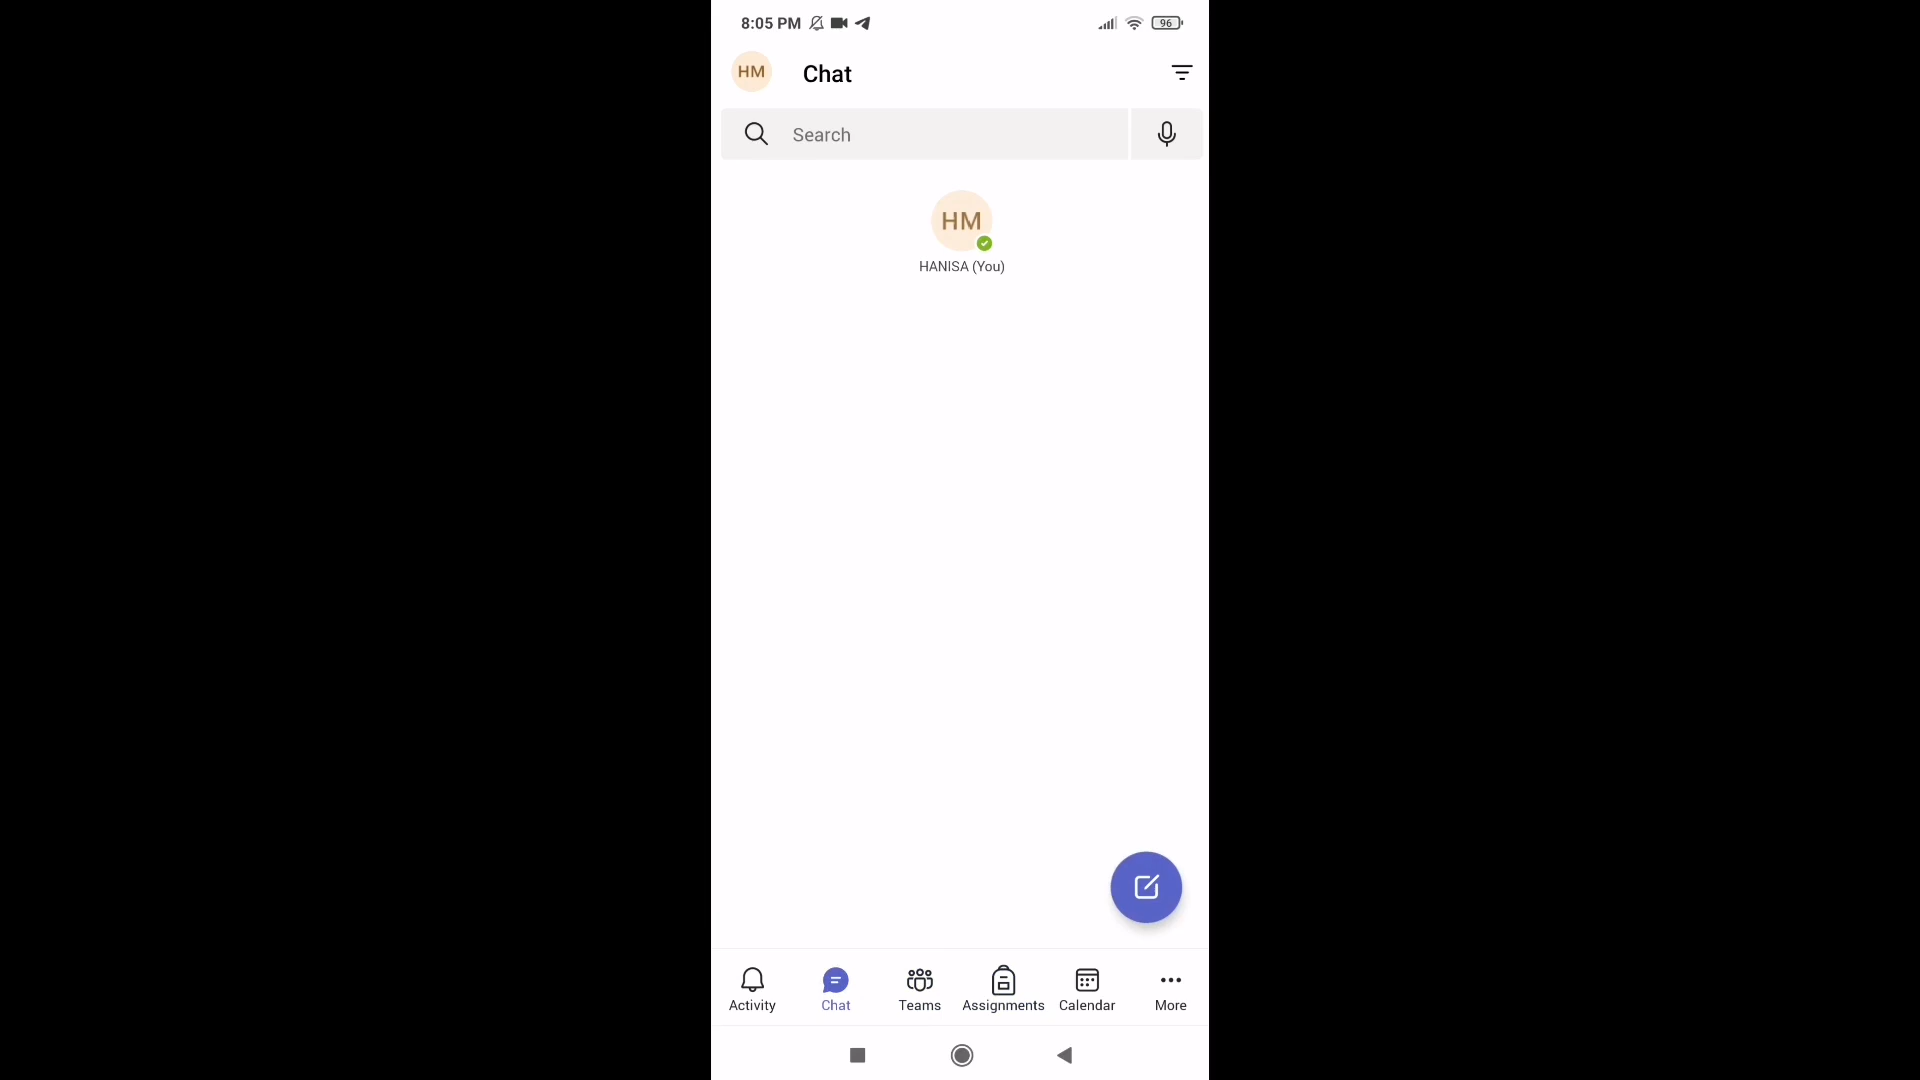 8:05 PM
96
HM
Chat
Search
HM
HANISA (You)
Activity
Chat
Teams
Assignments
Calendar
More